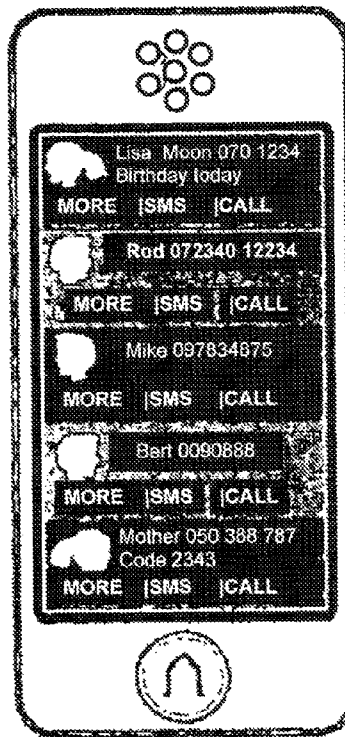 Lisa Moon 070 1234
Birthday today
MORE |SMS |CALL
Rod 072340 12234
MORE |SMS |CALL
Mike 097834875
MORE |SMS |CALL
Bert 0090888
MORE |SMS |CALL
Mother 050 388 787
Code 2343
MORE |SMS |CALL